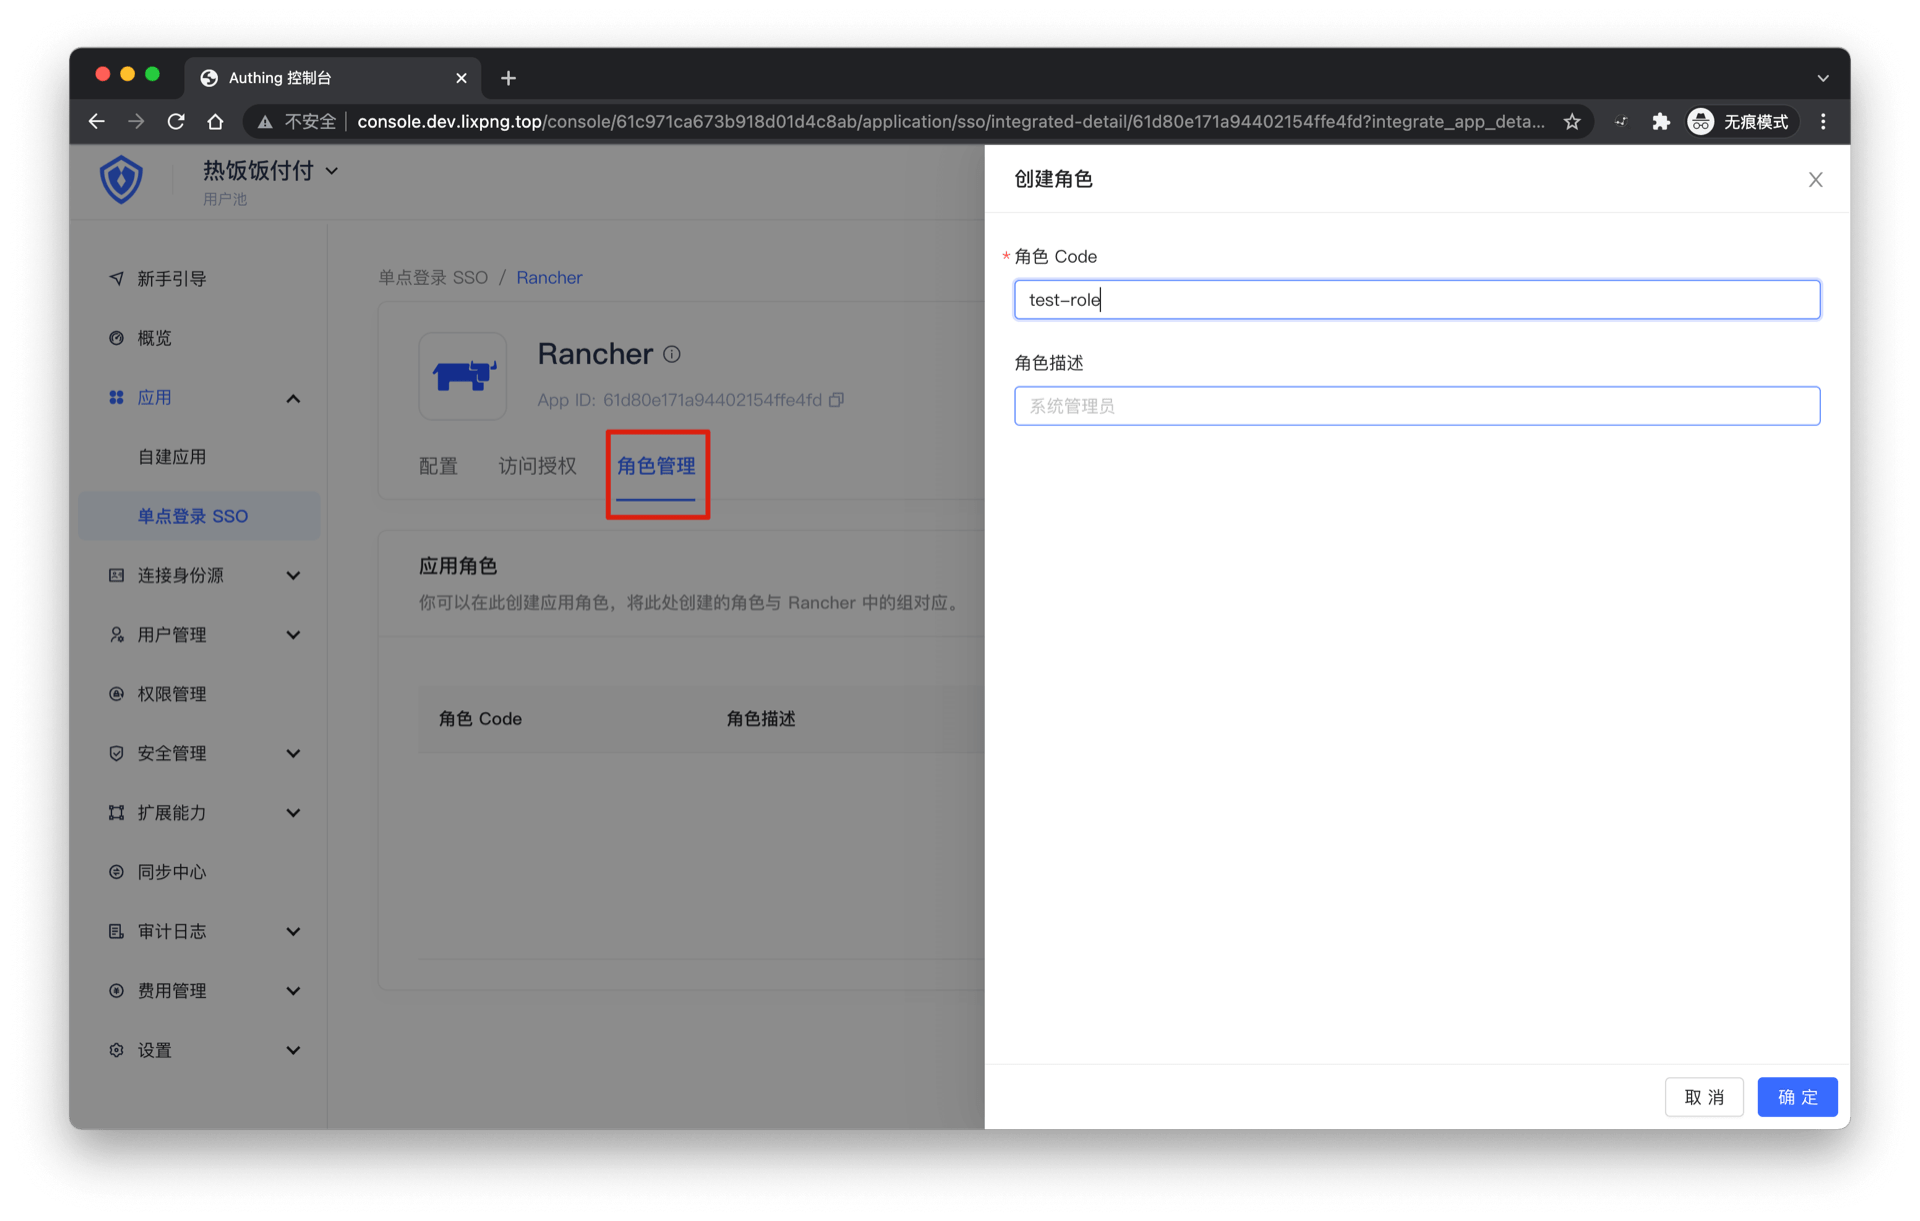 Authing 控制台
不安全
console.dev.lixpng.top/console/61c971ca673b918d01d4c8ab/application/sso/integrated-detail/61d80e171a94402154ffe4fd?integrate_app_deta...
无痕模式
热饭饭付付
用户池
新手引导
概览
应用
自建应用
单点登录 SSO
连接身份源
用户管理
权限管理
安全管理
扩展能力
同步中心
审计日志
费用管理
设置
单点登录 SSO / Rancher
Rancher
App ID: 61d80e171a94402154ffe4fd
配置 访问授权 角色管理
应用角色
你可以在此创建应用角色，将此处创建的角色与 Rancher 中的组对应。
角色 Code 角色描述
创建角色
* 角色 Code
test-role
角色描述
系统管理员
取 消 确 定